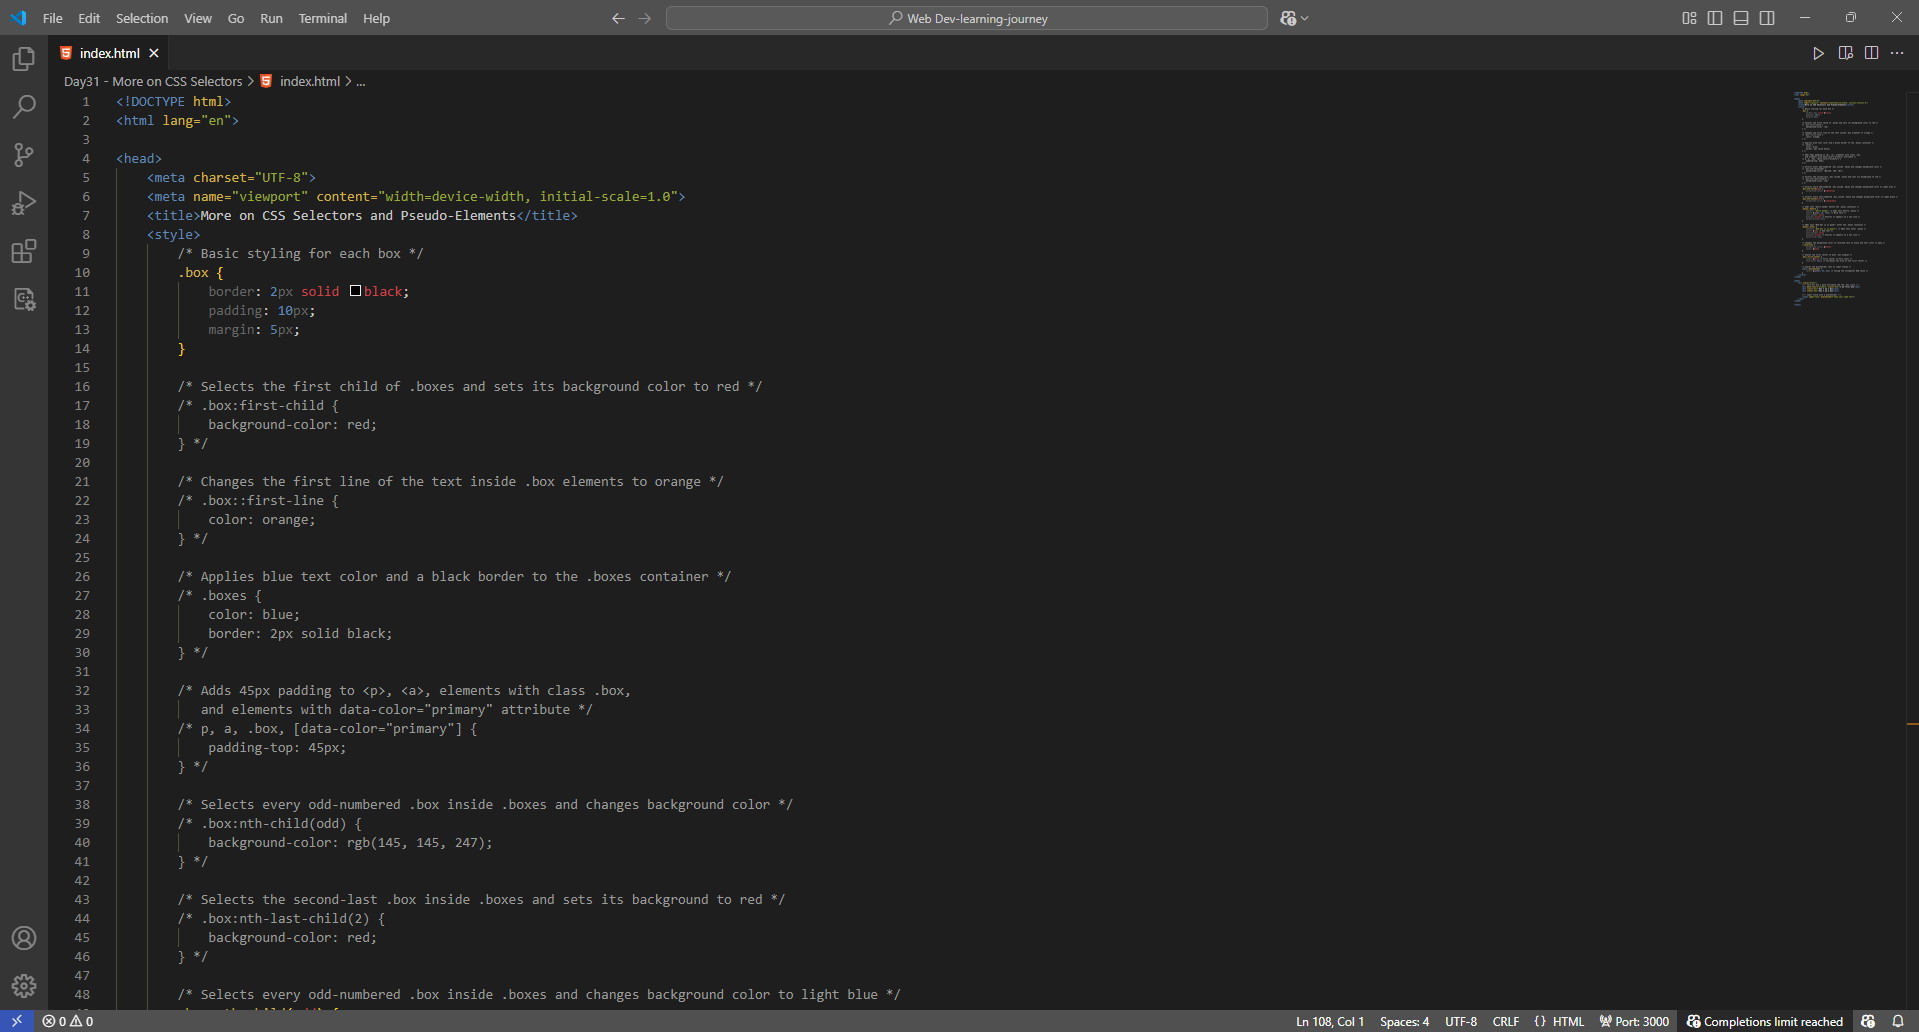 File Edit Selection View Go Run Terminal Help
Web Dev-learning-journey
index.html
Day31 - More on CSS Selectors > index.html > ...
1 <!DOCTYPE html>
2 <html lang="en">
3
4 <head>
5 <meta charset="UTF-8">
6 <meta name="viewport" content="width=device-width, initial-scale=1.0">
7 <title>More on CSS Selectors and Pseudo-Elements</title>
8 <style>
9 /* Basic styling for each box */
10 .box {
11 border: 2px solid black;
12 padding: 10px;
13 margin: 5px;
14 }
15
16 /* Selects the first child of .boxes and sets its background color to red */
17 /* .box:first-child {
18 background-color: red;
19 } */
20
21 /* Changes the first line of the text inside .box elements to orange */
22 /* .box::first-line {
23 color: orange;
24 } */
25
26 /* Applies blue text color and a black border to the .boxes container */
27 /* .boxes {
28 color: blue;
29 border: 2px solid black;
30 } */
31
32 /* Adds 45px padding to <p>, <a>, elements with class .box,
33 and elements with data-color="primary" attribute */
34 /* p, a, .box, [data-color="primary"] {
35 padding-top: 45px;
36 } */
37
38 /* Selects every odd-numbered .box inside .boxes and changes background color */
39 /* .box:nth-child(odd) {
40 background-color: rgb(145, 145, 247);
41 } */
42
43 /* Selects the second-last .box inside .boxes and sets its background to red */
44 /* .box:nth-last-child(2) {
45 background-color: red;
46 } */
47
48 /* Selects every odd-numbered .box inside .boxes and changes background color to light blue */
0 0 Ln 108, Col 1 Spaces: 4 UTF-8 CRLF {} HTML Port: 3000 Completions limit reached